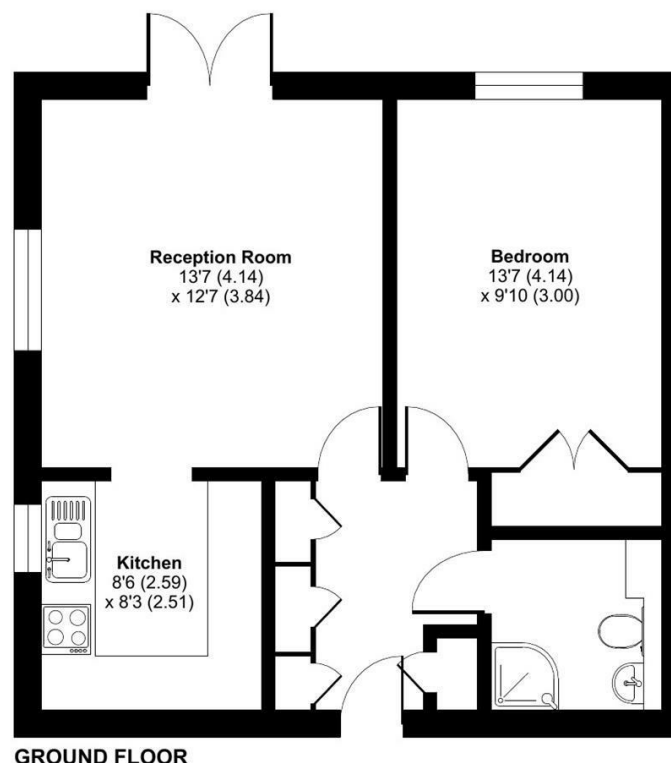 Reception Room
13'7 (4.14)
x 12'7 (3.84)
Bedroom
13'7 (4.14)
x 9'10 (3.00)
Kitchen
8'6 (2.59)
x 8'3 (2.51)
GROUND FLOOR